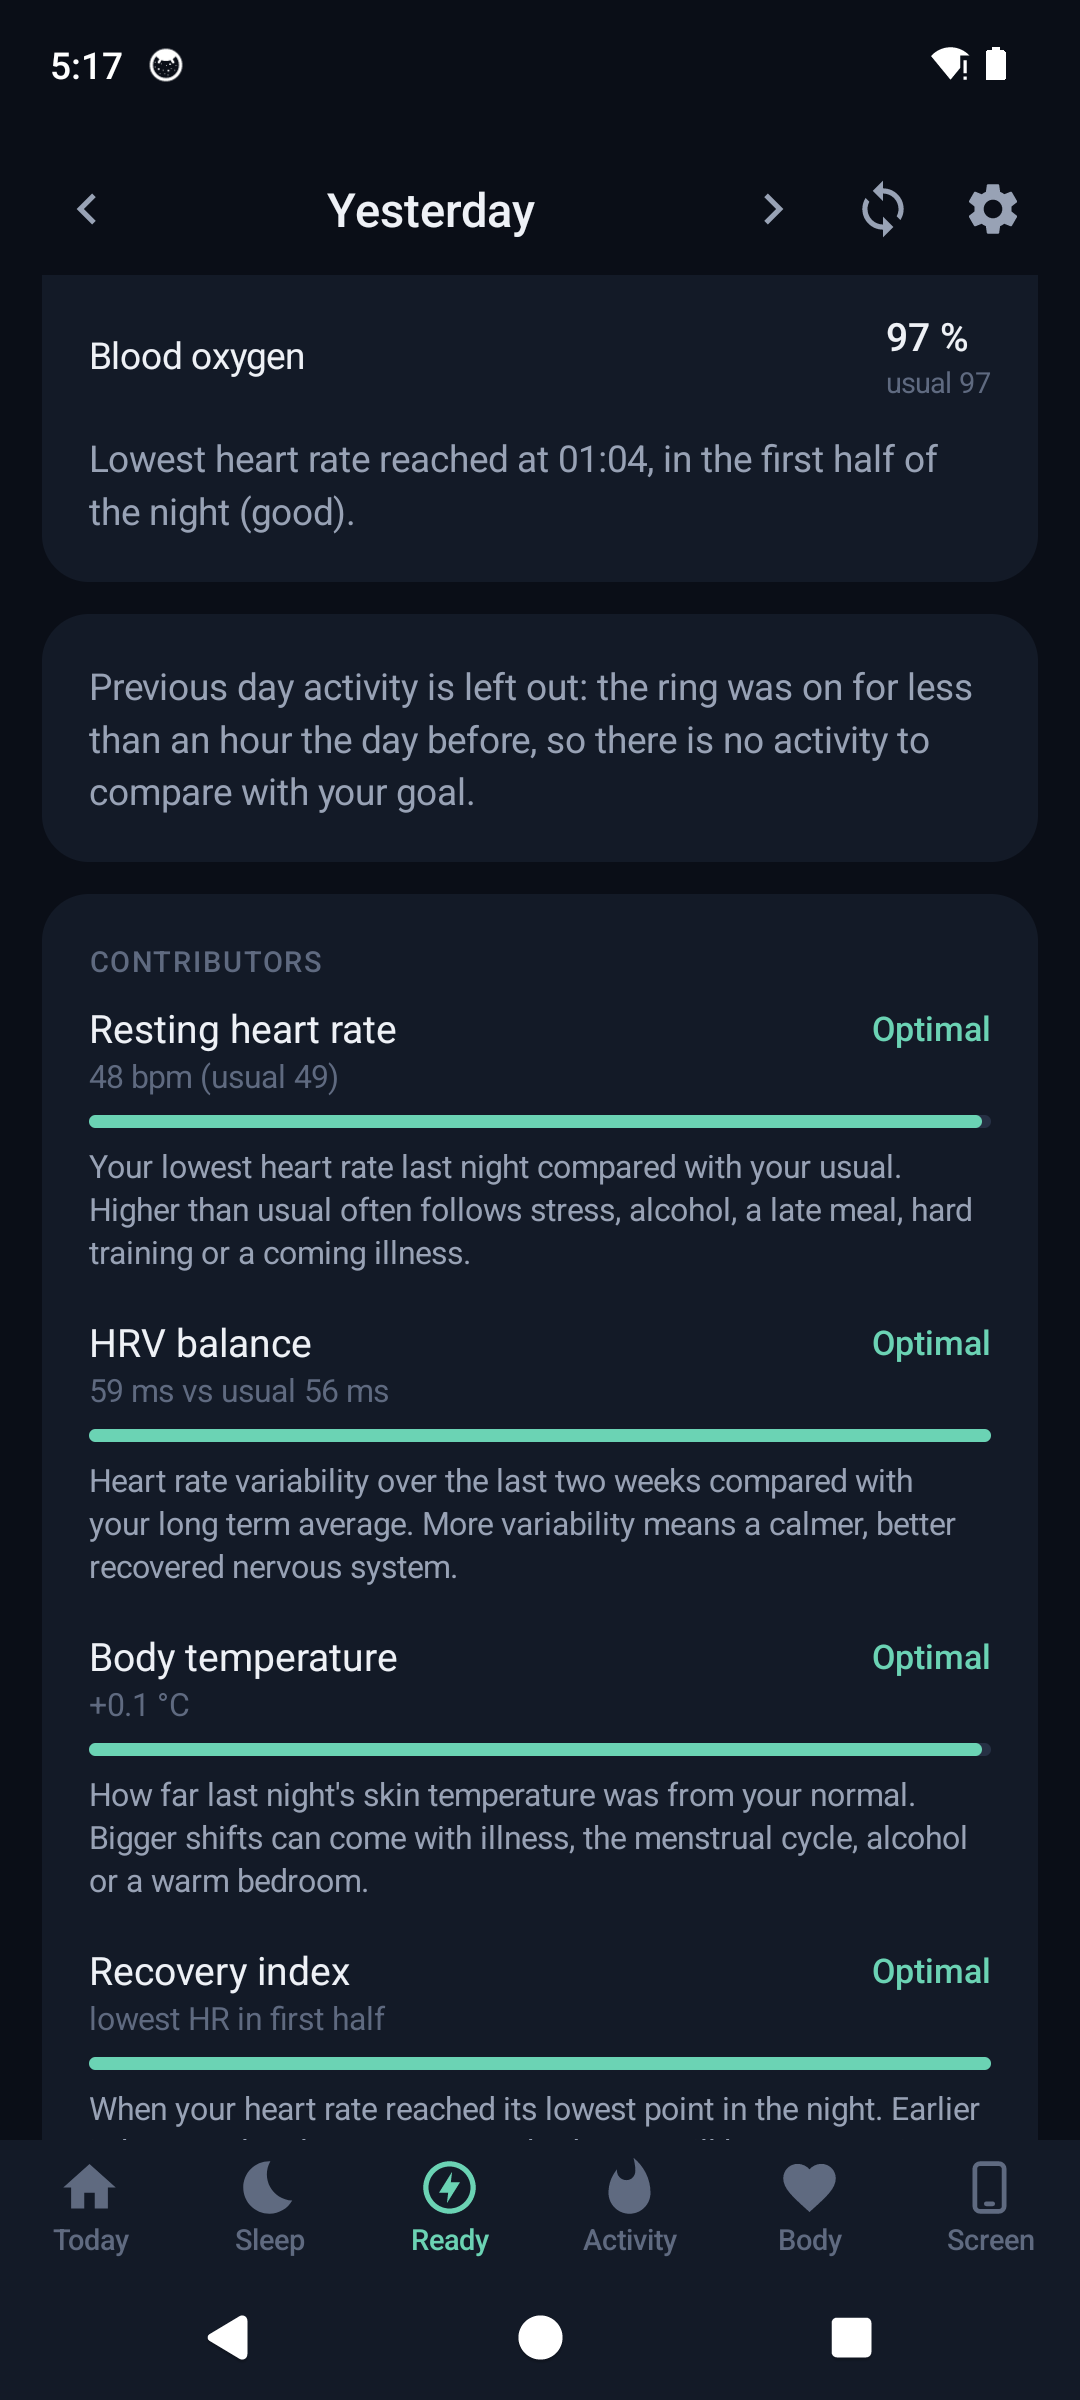 5:17
Yesterday
Blood oxygen
97 %
usual 97
Lowest heart rate reached at 01:04, in the first half of
the night (good).
Previous day activity is left out: the ring was on for less
than an hour the day before, so there is no activity to
compare with your goal.
CONTRIBUTORS
Resting heart rate
Optimal
48 bpm (usual 49)
Your lowest heart rate last night compared with your usual.
Higher than usual often follows stress, alcohol, a late meal, hard
training or a coming illness.
HRV balance
Optimal
59 ms vs usual 56 ms
Heart rate variability over the last two weeks compared with
your long term average. More variability means a calmer, better
recovered nervous system.
Body temperature
Optimal
+0.1 °C
How far last night's skin temperature was from your normal.
Bigger shifts can come with illness, the menstrual cycle, alcohol
or a warm bedroom.
Recovery index
Optimal
lowest HR in first half
When your heart rate reached its lowest point in the night. Earlier
Today
Sleep
Ready
Activity
Body
Screen